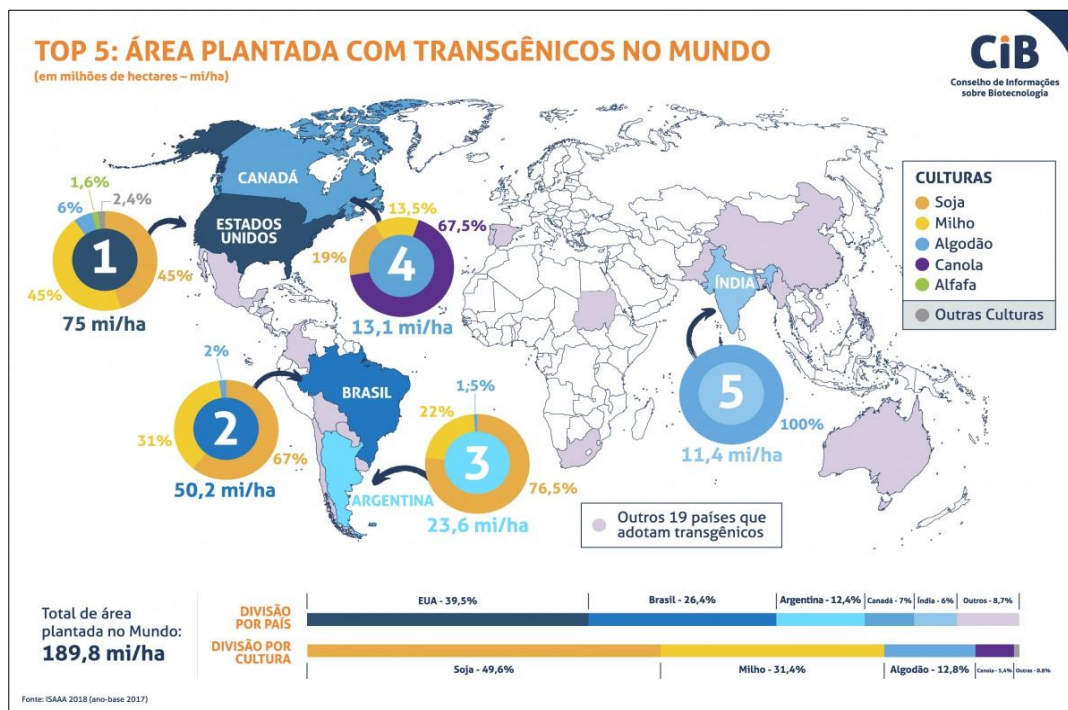 TOP 5: ÁREA PLANTADA COM TRANSGÊNICOS NO MUNDO
(em milhões de hectares – mi/ha)
CiB
Conselho de Informações
sobre Biotecnologia
CANADÁ
ESTADOS
UNIDOS
1,6%
6%
2,4%
1
45%
45%
75 mi/ha
13,5%
67,5%
19%
4
13,1 mi/ha
CULTURAS
Soja
Milho
Algodão
Canola
Alfafa
Outras Culturas
ÍNDIA
5
100%
11,4 mi/ha
BRASIL
2%
31%
2
67%
50,2 mi/ha
1,5%
22%
3
76,5%
ARGENTINA
23,6 mi/ha
Outros 19 países que
adotam transgênicos
Total de área
plantada no Mundo:
189,8 mi/ha
DIVISÃO
POR PAÍS
EUA - 39,5%
Brasil - 26,4%
Argentina - 12,4%
Canadá - 7%
Índia - 6%
Outros - 8,7%
DIVISÃO POR
CULTURA
Soja - 49,6%
Milho - 31,4%
Algodão - 12,8%
Canola - 5,4%
Outras - 0.8%
Fonte: ISAAA 2018 (ano-base 2017)